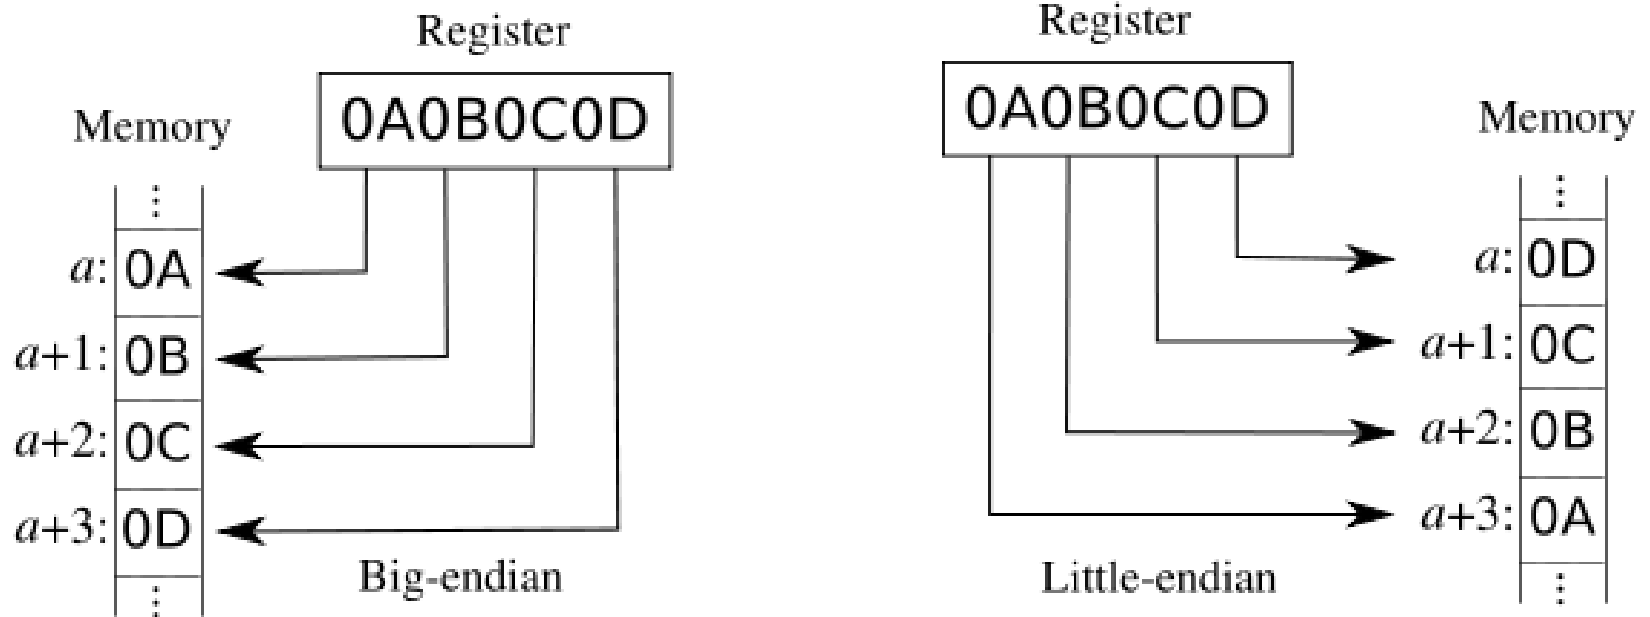 Register
0A0B0C0D
Memory
⋮
a: 0A
a+1: 0B
a+2: 0C
a+3: 0D
⋮
Big-endian
Register
0A0B0C0D
Memory
⋮
a: 0D
a+1: 0C
a+2: 0B
a+3: 0A
⋮
Little-endian